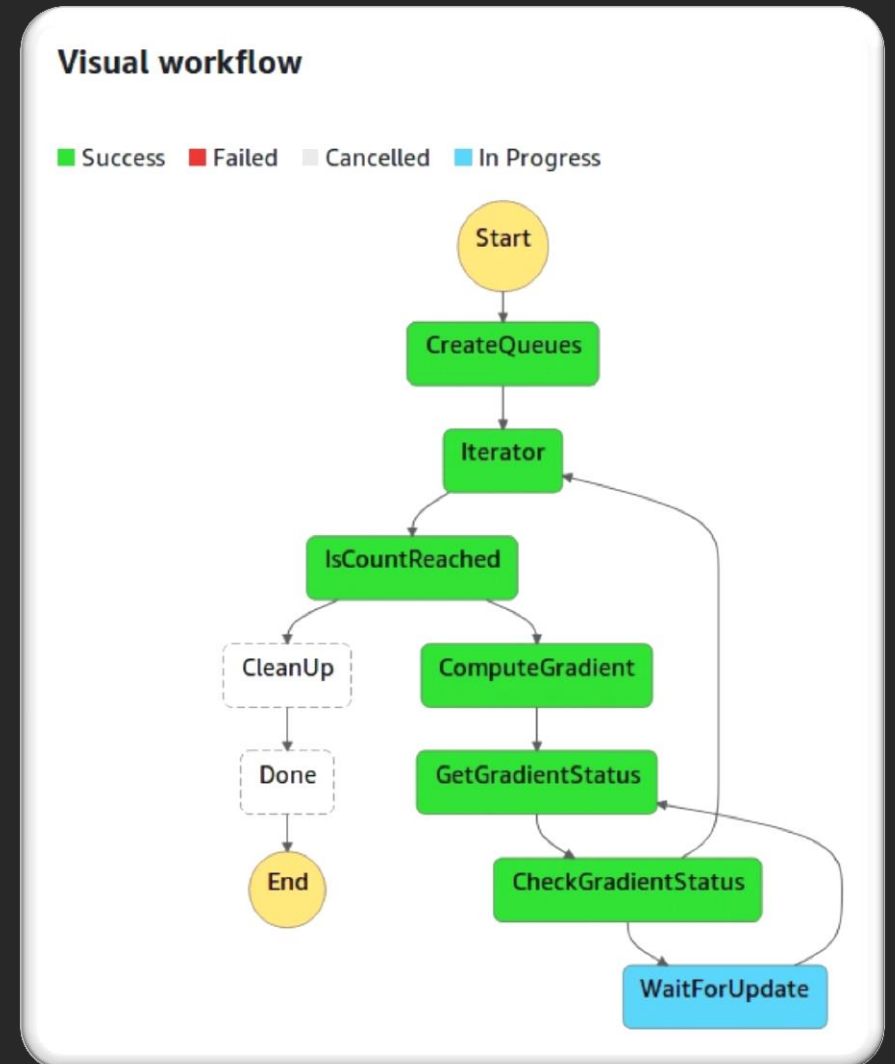 Visual workflow
Success Failed Cancelled In Progress
Start
CreateQueues
Iterator
IsCountReached
CleanUp ComputeGradient
Done GetGradientStatus
End CheckGradientStatus
WaitForUpdate